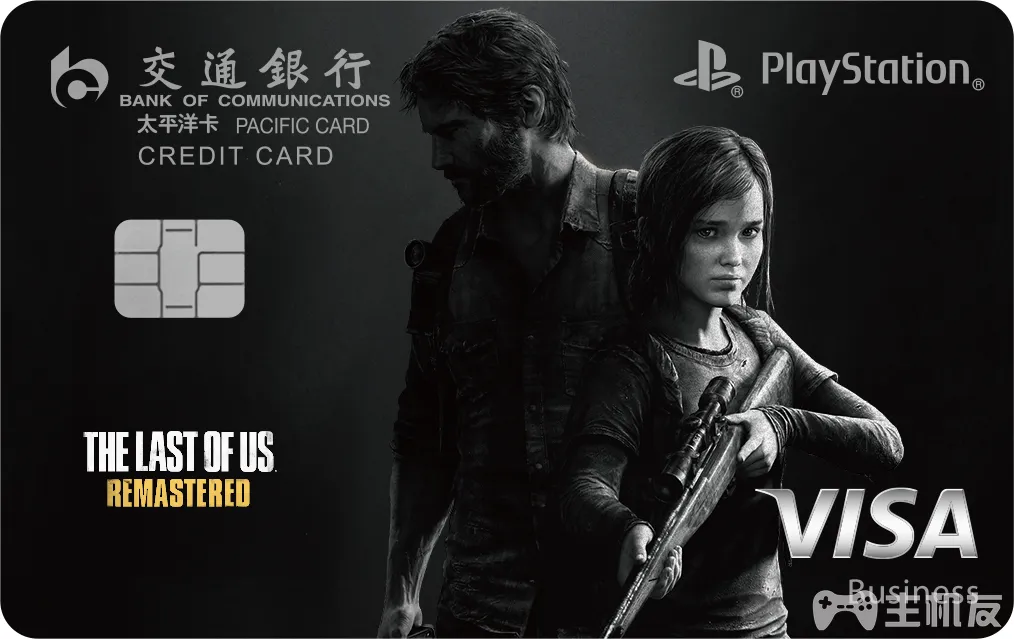 交通銀行
BANK OF COMMUNICATIONS
太平洋卡 PACIFIC CARD
CREDIT CARD
PlayStation®
THE LAST OF US
REMASTERED
VISA
Business
主机友